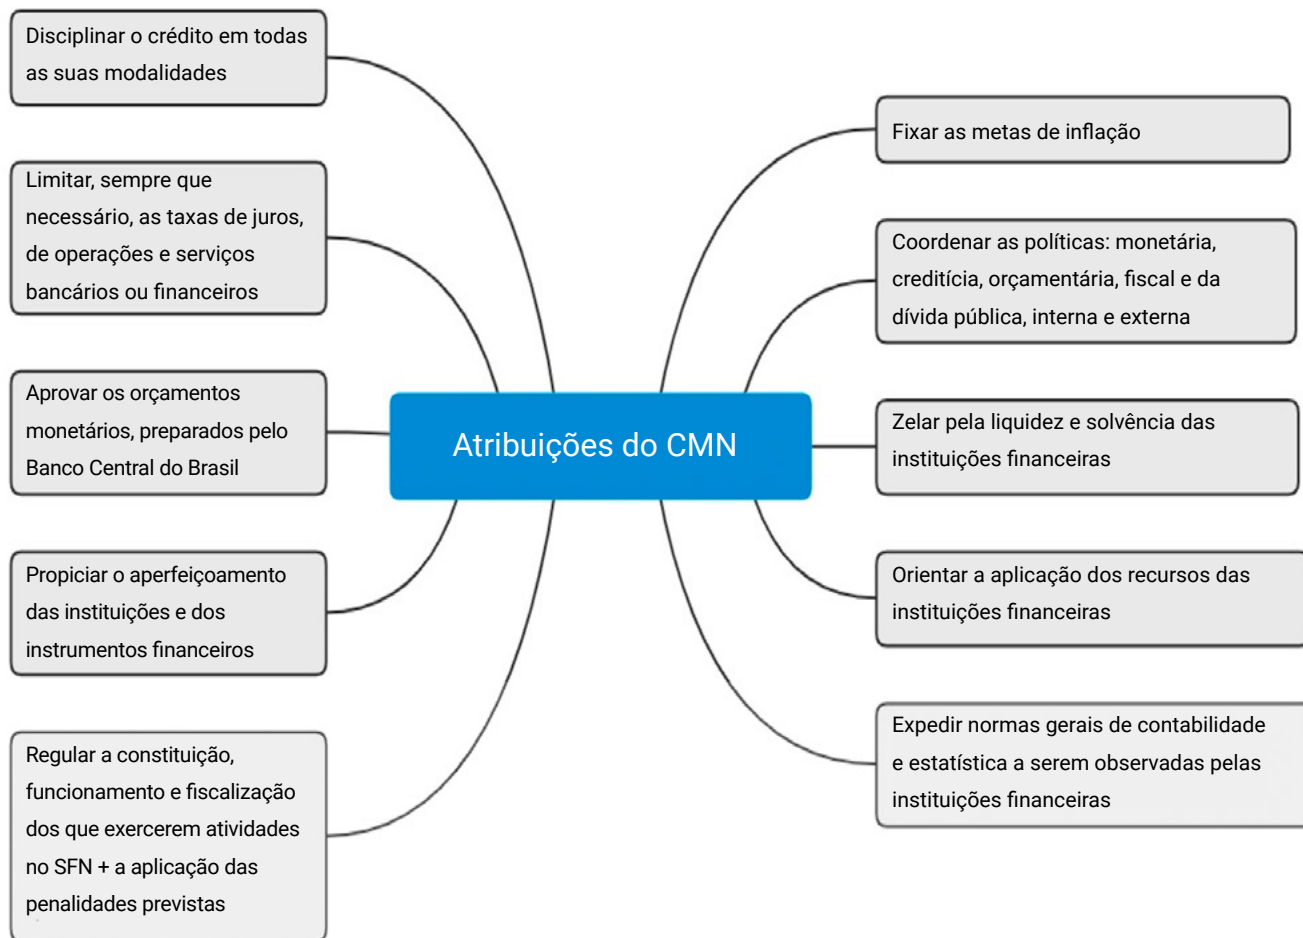 Disciplinar o crédito em todas
as suas modalidades
Limitar, sempre que
necessário, as taxas de juros,
de operações e serviços
bancários ou financeiros
Aprovar os orçamentos
monetários, preparados pelo
Banco Central do Brasil
Propiciar o aperfeiçoamento
das instituições e dos
instrumentos financeiros
Regular a constituição,
funcionamento e fiscalização
dos que exercerem atividades
no SFN + a aplicação das
penalidades previstas
Atribuições do CMN
Fixar as metas de inflação
Coordenar as políticas: monetária,
creditícia, orçamentária, fiscal e da
dívida pública, interna e externa
Zelar pela liquidez e solvência das
instituições financeiras
Orientar a aplicação dos recursos das
instituições financeiras
Expedir normas gerais de contabilidade
e estatística a serem observadas pelas
instituições financeiras